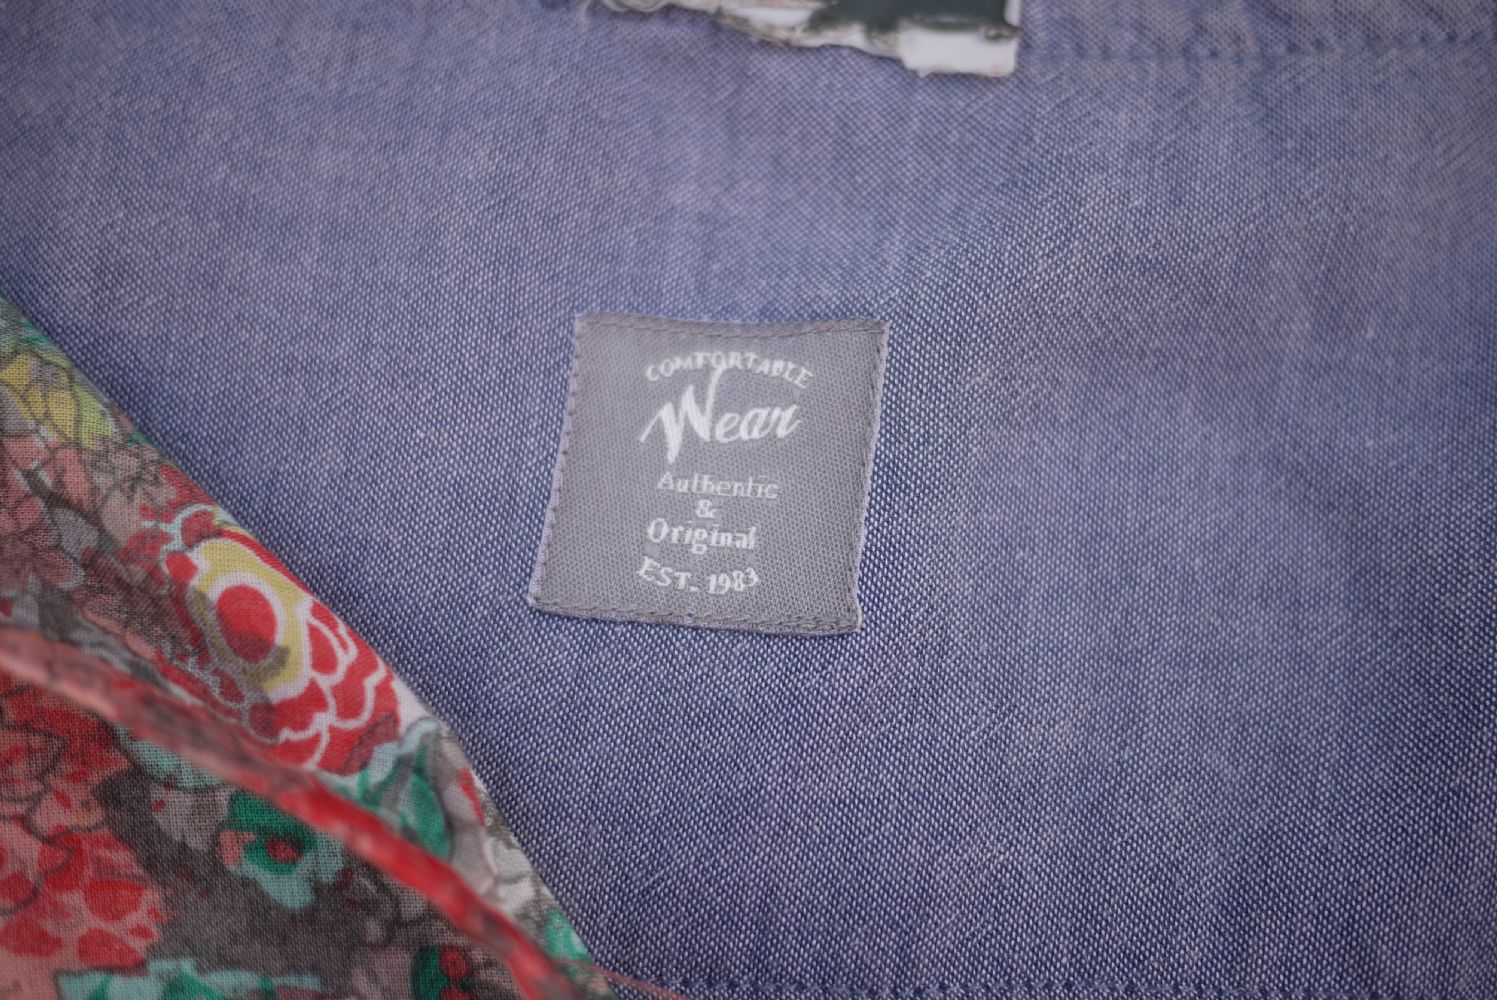 COMFORTABLE
Wear
Authentic
&
Original
EST. 1983